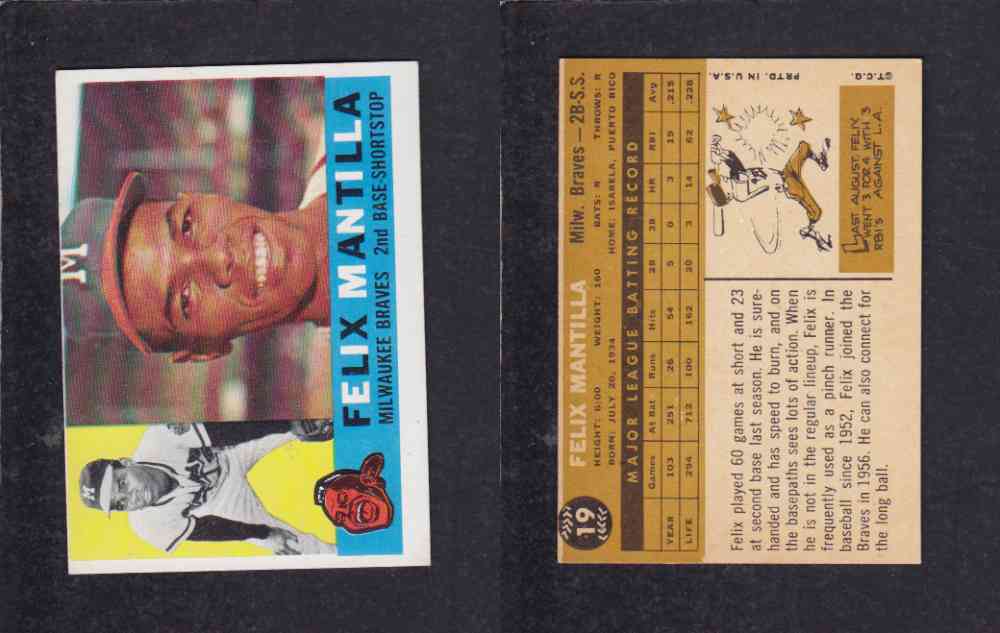 M
M
FELIX MANTILLA
MILWAUKEE BRAVES 2nd BASE-SHORTSTOP
19
FELIX MANTILLA Milw. Braves—2B-S.S.
HEIGHT: 6:00 WEIGHT: 160 BATS: R THROWS: R
BORN: JULY 20, 1934 HOME: ISABELA, PUERTO RICO
MAJOR LEAGUE BATTING RECORD
Games At Bat Runs Hits 2B 3B HR RBI Avg
YEAR 103 251 26 54 5 0 3 19 .215
LIFE 294 712 100 162 20 3 14 62 .228
Felix played 60 games at short and 23
at second base last season. He is sure-
handed and has speed to burn, and on
the basepaths sees lots of action. When
he is not in the regular lineup, Felix is
frequently used as a pinch runner. In
baseball since 1952, Felix joined the
Braves in 1956. He can also connect for
the long ball.
LAST AUGUST, FELIX
WENT 3 FOR 4 WITH 3
RBI'S AGAINST L.A.
©T.C.G. PRTD. IN U.S.A.